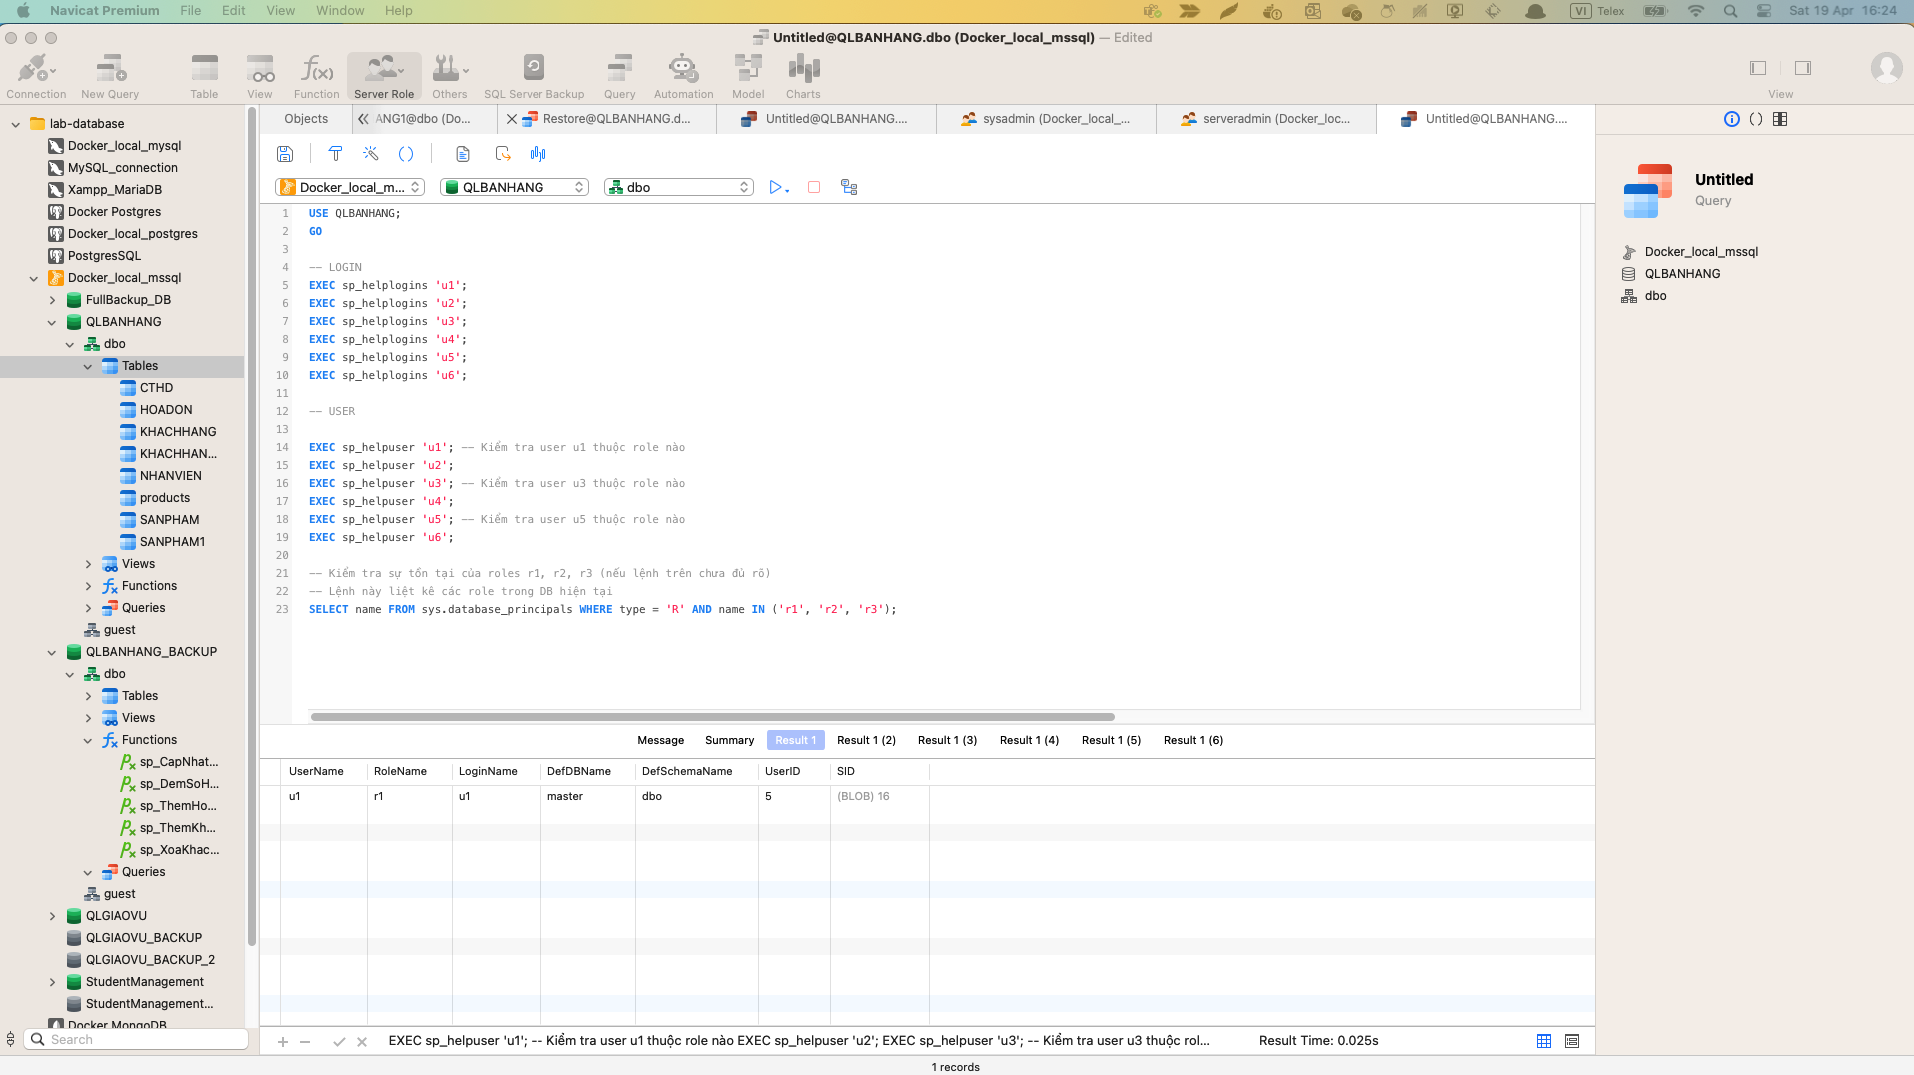 Navicat Premium File Edit View Window Help VI Telex Sat 19 Apr 16:24
Untitled@QLBANHANG.dbo (Docker_local_mssql) — Edited
Connection New Query Table View Function Server Role Others SQL Server Backup Query Automation Model Charts View
lab-database
Docker_local_mysql
MySQL_connection
Xampp_MariaDB
Docker Postgres
Docker_local_postgres
PostgresSQL
Docker_local_mssql
FullBackup_DB
QLBANHANG
dbo
Tables
CTHD
HOADON
KHACHHANG
KHACHHAN...
NHANVIEN
products
SANPHAM
SANPHAM1
Views
Functions
Queries
guest
QLBANHANG_BACKUP
dbo
Tables
Views
Functions
sp_CapNhat...
sp_DemSoH...
sp_ThemHo...
sp_ThemKh...
sp_XoaKhac...
Queries
guest
QLGIAOVU
QLGIAOVU_BACKUP
QLGIAOVU_BACKUP_2
StudentManagement
StudentManagement...
Docker MongoDB
Search
Objects ANG1@dbo (Do... Restore@QLBANHANG.d... Untitled@QLBANHANG.... sysadmin (Docker_local_... serveradmin (Docker_loc... Untitled@QLBANHANG....
Docker_local_m... QLBANHANG dbo
1 USE QLBANHANG;
2 GO
3
4 -- LOGIN
5 EXEC sp_helplogins 'u1';
6 EXEC sp_helplogins 'u2';
7 EXEC sp_helplogins 'u3';
8 EXEC sp_helplogins 'u4';
9 EXEC sp_helplogins 'u5';
10 EXEC sp_helplogins 'u6';
11
12 -- USER
13
14 EXEC sp_helpuser 'u1'; -- Kiểm tra user u1 thuộc role nào
15 EXEC sp_helpuser 'u2';
16 EXEC sp_helpuser 'u3'; -- Kiểm tra user u3 thuộc role nào
17 EXEC sp_helpuser 'u4';
18 EXEC sp_helpuser 'u5'; -- Kiểm tra user u5 thuộc role nào
19 EXEC sp_helpuser 'u6';
20
21 -- Kiểm tra sự tồn tại của roles r1, r2, r3 (nếu lệnh trên chưa đủ rõ)
22 -- Lệnh này liệt kê các role trong DB hiện tại
23 SELECT name FROM sys.database_principals WHERE type = 'R' AND name IN ('r1', 'r2', 'r3');
Message Summary Result 1 Result 1 (2) Result 1 (3) Result 1 (4) Result 1 (5) Result 1 (6)
UserName RoleName LoginName DefDBName DefSchemaName UserID SID
u1 r1 u1 master dbo 5 (BLOB) 16
EXEC sp_helpuser 'u1'; -- Kiểm tra user u1 thuộc role nào EXEC sp_helpuser 'u2'; EXEC sp_helpuser 'u3'; -- Kiểm tra user u3 thuộc rol... Result Time: 0.025s
1 records
Untitled
Query
Docker_local_mssql
QLBANHANG
dbo